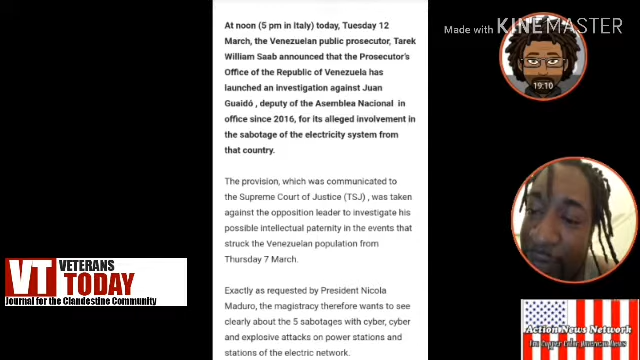 At noon (5 pm in Italy) today, Tuesday 12
March, the Venezuelan public prosecutor, Tarek
William Saab announced that the Prosecutor's
Office of the Republic of Venezuela has
launched an investigation against Juan
Guaidó , deputy of the Asemblea Nacional in
office since 2016, for its alleged involvement in
the sabotage of the electricity system from
that country.
The provision, which was communicated to
the Supreme Court of Justice (TSJ) , was taken
against the opposition leader to investigate his
possible intellectual paternity in the events that
struck the Venezuelan population from
Thursday 7 March.
Exactly as requested by President Nicola
Maduro, the magistracy therefore wants to see
clearly about the 5 sabotages with cyber, cyber
and explosive attacks on power stations and
stations of the electric network.
Made with KINEMASTER
19:10
VT VETERANS
TODAY
Journal for the Clandestine Community
Action News Network